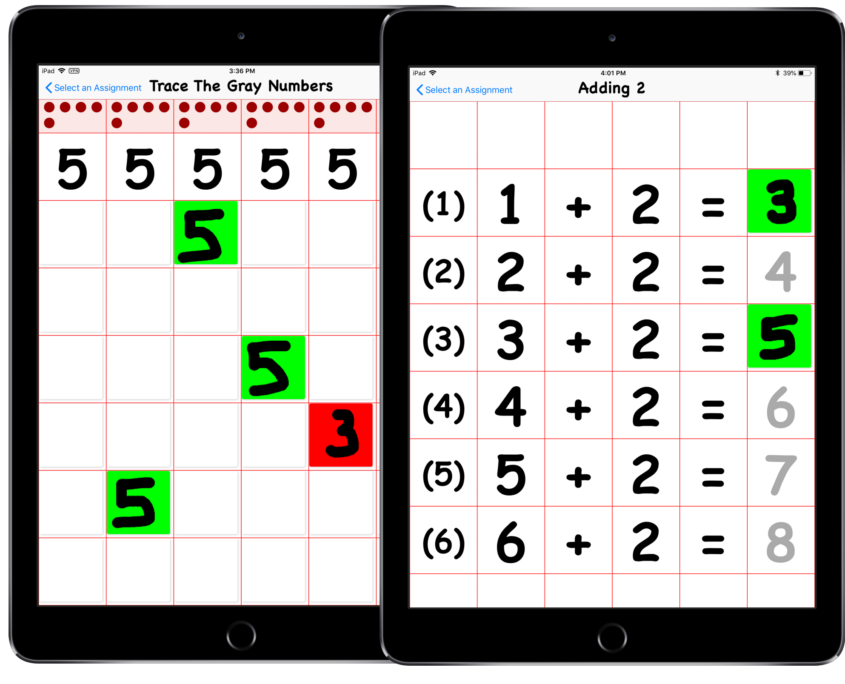 iPad VPN 3:36 PM
Select an Assignment Trace The Gray Numbers
5 5 5 5 5
5
5
3
5
iPad 4:01 PM 39%
Select an Assignment Adding 2
(1) 1 + 2 = 3
(2) 2 + 2 = 4
(3) 3 + 2 = 5
(4) 4 + 2 = 6
(5) 5 + 2 = 7
(6) 6 + 2 = 8